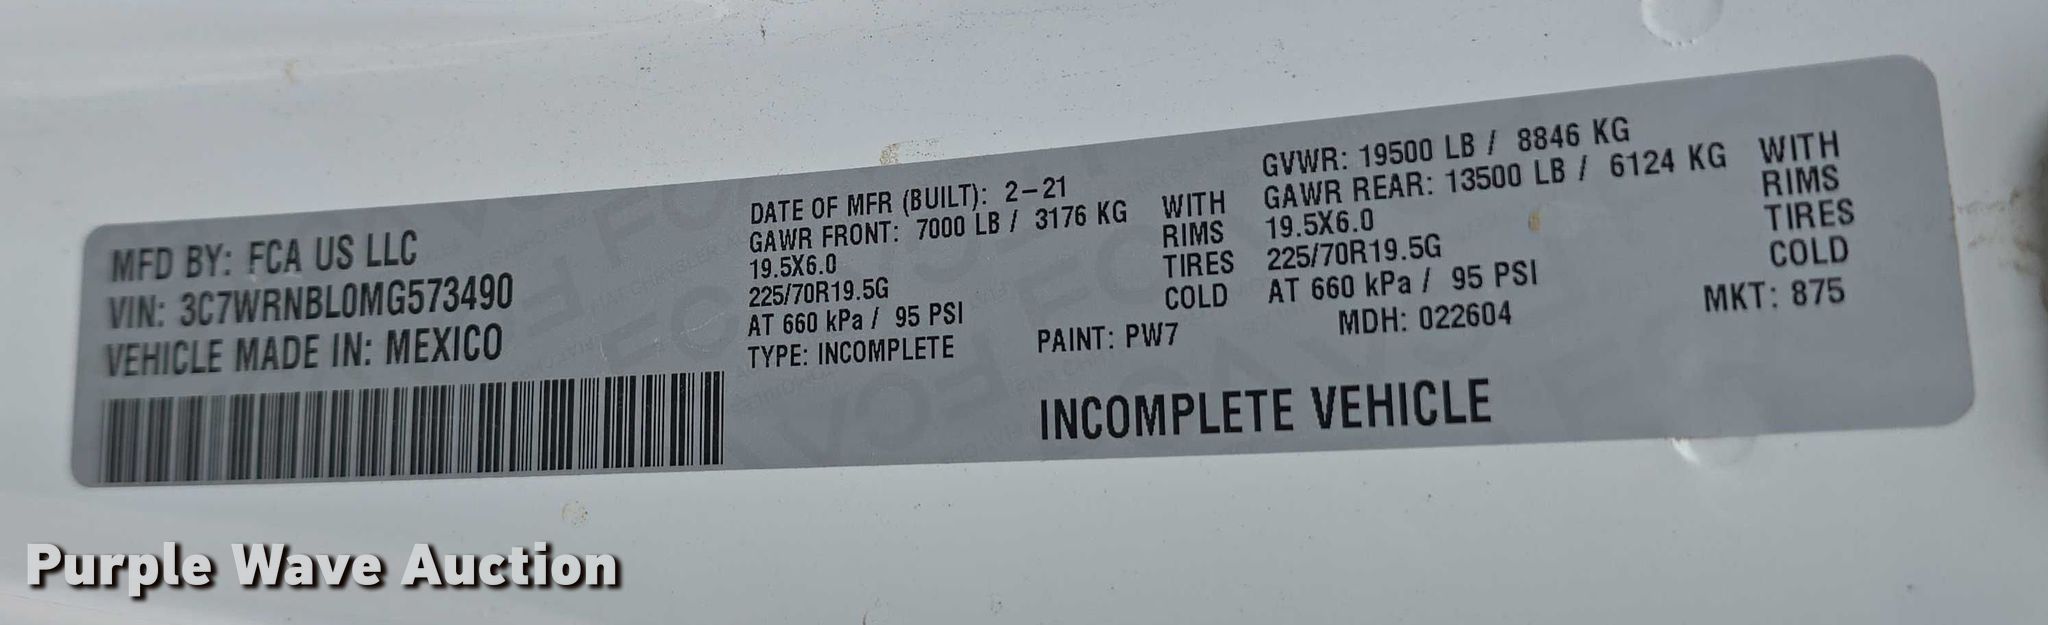 MFD BY: FCA US LLC
VIN: 3C7WRNBL0MG573490
VEHICLE MADE IN: MEXICO
DATE OF MFR (BUILT): 2-21
GAWR FRONT: 7000 LB / 3176 KG WITH
19.5X6.0 RIMS
225/70R19.5G TIRES
AT 660 kPa / 95 PSI COLD
TYPE: INCOMPLETE
PAINT: PW7
GVWR: 19500 LB / 8846 KG
GAWR REAR: 13500 LB / 6124 KG WITH
19.5X6.0 RIMS
225/70R19.5G TIRES
AT 660 kPa / 95 PSI COLD
MDH: 022604
MKT: 875
INCOMPLETE VEHICLE
Purple Wave Auction